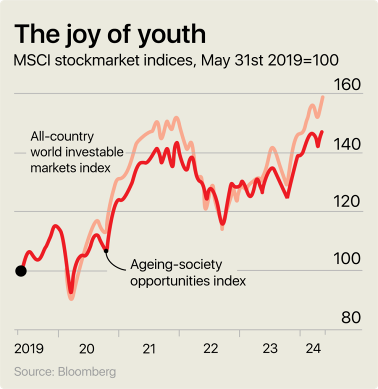 The joy of youth
MSCI stockmarket indices, May 31st 2019=100
160
All-country
world investable
markets index
140
120
Ageing-society
opportunities index
100
80
2019
20
21
22
23
24
Source: Bloomberg